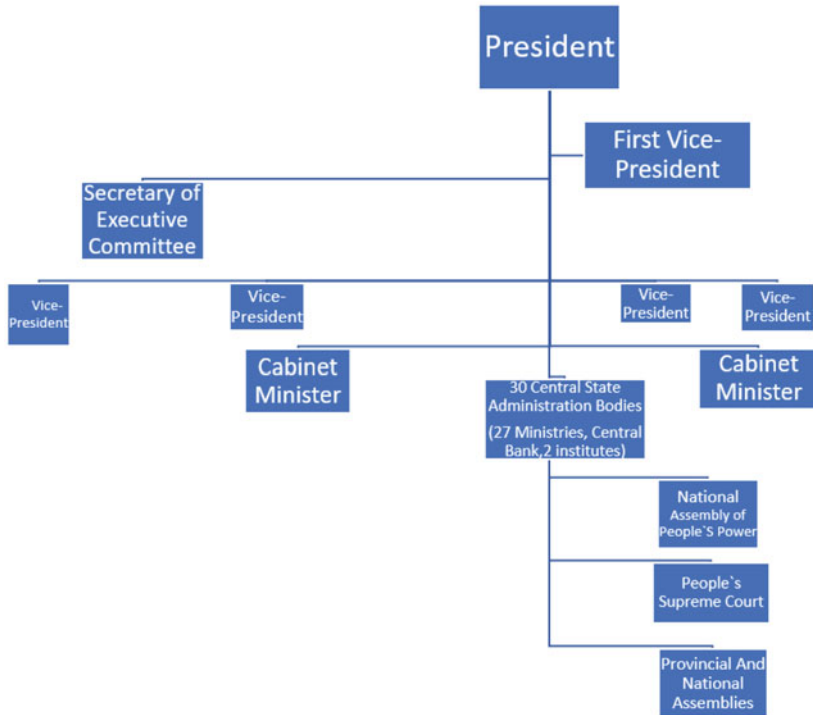 President
First Vice-
President
Secretary of
Executive
Committee
Vice-
President
Vice-
President
Vice-
President
Vice-
President
Cabinet
Minister
Cabinet
Minister
30 Central State
Administration Bodies
(27 Ministries, Central
Bank,2 institutes)
National
Assembly of
People`S Power
People`s
Supreme Court
Provincial And
National
Assemblies